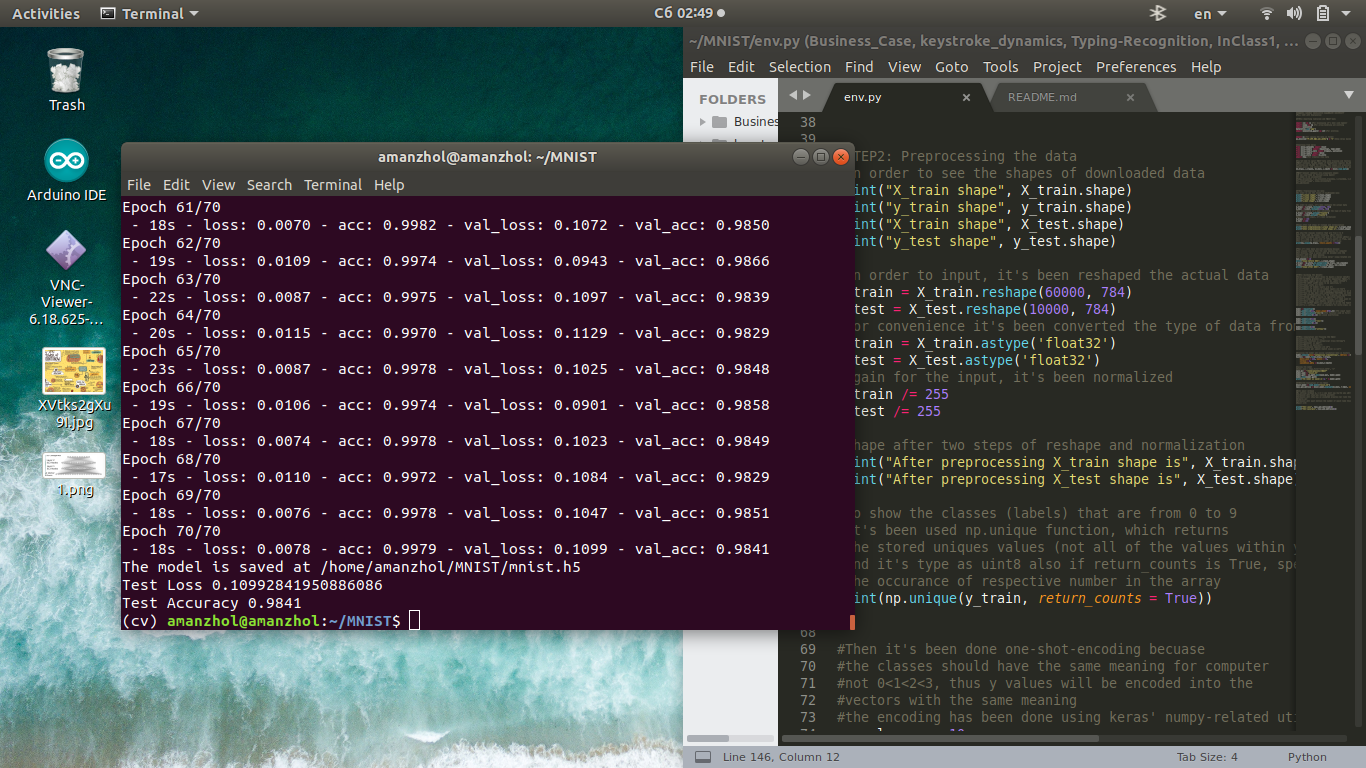 Activities
Terminal
Сб 02:49
en
Trash
Arduino IDE
VNC-
Viewer-
6.18.625-…
XVtks2gXu
9I.jpg
1.png
~/MNIST/env.py (Business_Case, keystroke_dynamics, Typing-Recognition, InClass1, ...
File Edit Selection Find View Goto Tools Project Preferences Help
FOLDERS
Busines
env.py
README.md
amanzhol@amanzhol: ~/MNIST
File Edit View Search Terminal Help
Epoch 61/70
- 18s - loss: 0.0070 - acc: 0.9982 - val_loss: 0.1072 - val_acc: 0.9850
Epoch 62/70
- 19s - loss: 0.0109 - acc: 0.9974 - val_loss: 0.0943 - val_acc: 0.9866
Epoch 63/70
- 22s - loss: 0.0087 - acc: 0.9975 - val_loss: 0.1097 - val_acc: 0.9839
Epoch 64/70
- 20s - loss: 0.0115 - acc: 0.9970 - val_loss: 0.1129 - val_acc: 0.9829
Epoch 65/70
- 23s - loss: 0.0087 - acc: 0.9978 - val_loss: 0.1025 - val_acc: 0.9848
Epoch 66/70
- 19s - loss: 0.0106 - acc: 0.9974 - val_loss: 0.0901 - val_acc: 0.9858
Epoch 67/70
- 18s - loss: 0.0074 - acc: 0.9978 - val_loss: 0.1023 - val_acc: 0.9849
Epoch 68/70
- 17s - loss: 0.0110 - acc: 0.9972 - val_loss: 0.1084 - val_acc: 0.9829
Epoch 69/70
- 18s - loss: 0.0076 - acc: 0.9978 - val_loss: 0.1047 - val_acc: 0.9851
Epoch 70/70
- 18s - loss: 0.0078 - acc: 0.9979 - val_loss: 0.1099 - val_acc: 0.9841
The model is saved at /home/amanzhol/MNIST/mnist.h5
Test Loss 0.10992841950886086
Test Accuracy 0.9841
(cv) amanzhol@amanzhol:~/MNIST$
38
39
TEP2: Preprocessing the data
n order to see the shapes of downloaded data
int("X_train shape", X_train.shape)
int("y_train shape", y_train.shape)
int("X_train shape", X_test.shape)
int("y_test shape", y_test.shape)
n order to input, it's been reshaped the actual data
train = X_train.reshape(60000, 784)
test = X_test.reshape(10000, 784)
or convenience it's been converted the type of data fro
train = X_train.astype('float32')
test = X_test.astype('float32')
gain for the input, it's been normalized
train /= 255
test /= 255
hape after two steps of reshape and normalization
int("After preprocessing X_train shape is", X_train.shap
int("After preprocessing X_test shape is", X_test.shape
o show the classes (labels) that are from 0 to 9
t's been used np.unique function, which returns
he stored uniques values (not all of the values within y
nd it's type as uint8 also if return_counts is True, spe
he occurance of respective number in the array
int(np.unique(y_train, return_counts = True))
68
69 #Then it's been done one-shot-encoding becuase
70 #the classes should have the same meaning for computer
71 #not 0<1<2<3, thus y values will be encoded into the
72 #vectors with the same meaning
73 #the encoding has been done using keras' numpy-related uti
Line 146, Column 12
Tab Size: 4
Python